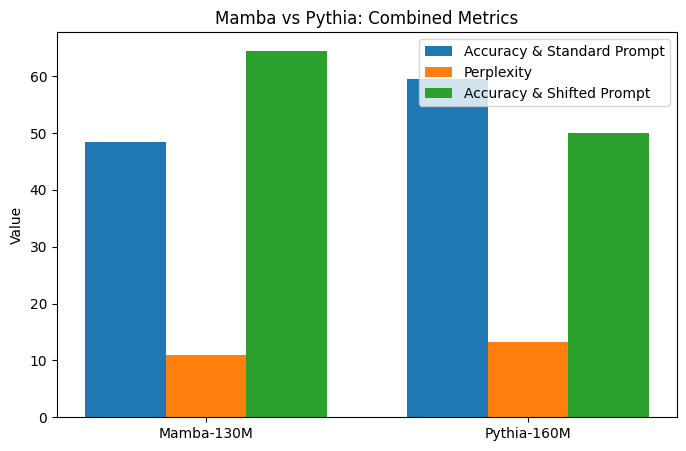 Mamba vs Pythia: Combined Metrics
Accuracy & Standard Prompt
Perplexity
Accuracy & Shifted Prompt
Value
60
50
40
30
20
10
0
Mamba-130M
Pythia-160M